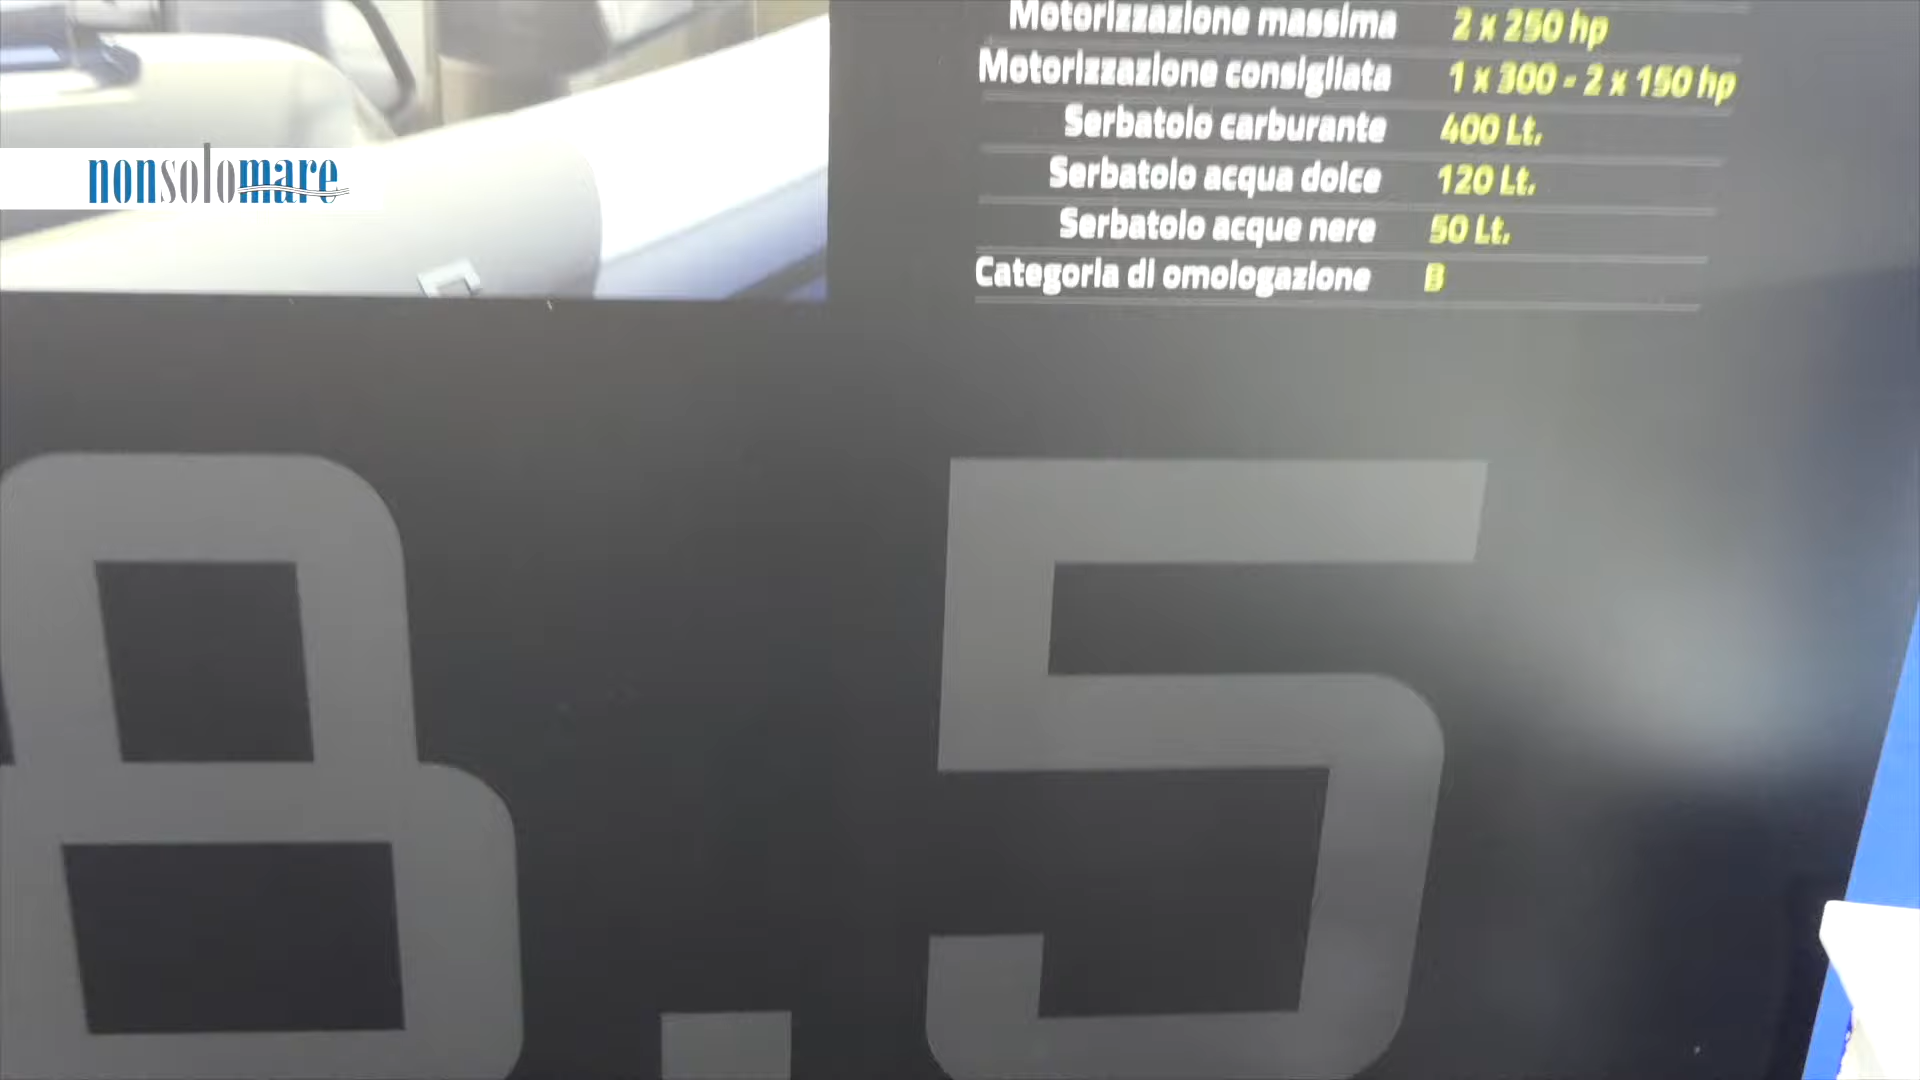 Motorizzazione massima 2 x 250 hp
Motorizzazione consigliata 1 x 300 - 2 x 150 hp
Serbatoio carburante 400 Lt.
Serbatoio acqua dolce 120 Lt.
Serbatoio acque nere 50 Lt.
Categoria di omologazione B
nonsolomare
8.5